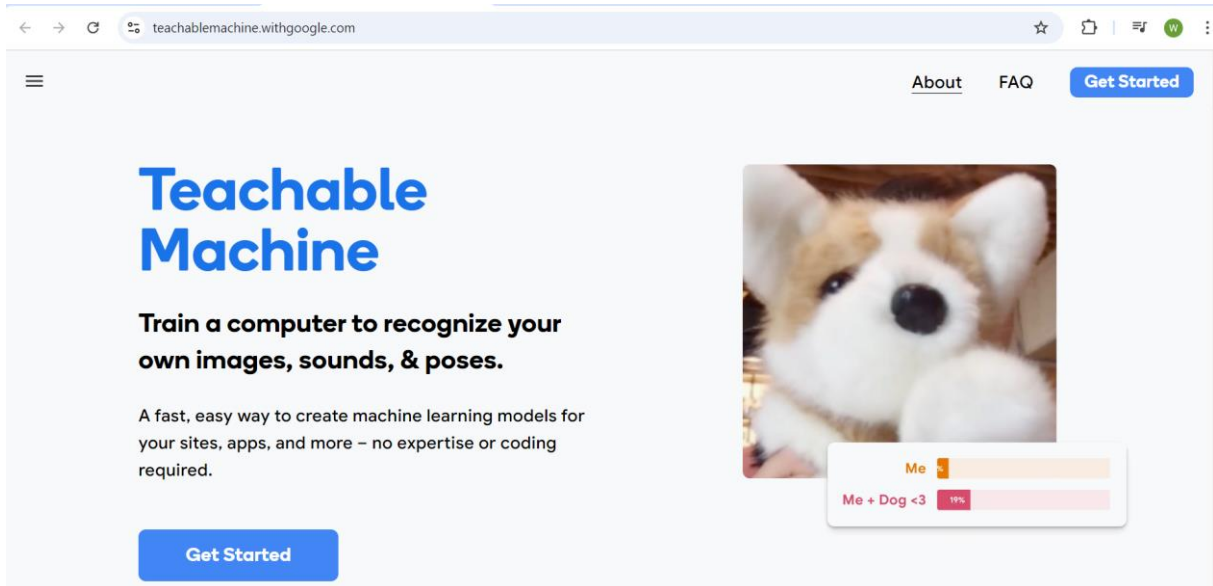 teachablemachine.withgoogle.com
W
About FAQ Get Started
Teachable
Machine
Train a computer to recognize your
own images, sounds, & poses.
A fast, easy way to create machine learning models for
your sites, apps, and more – no expertise or coding
required.
Me %
Me + Dog <3 19%
Get Started